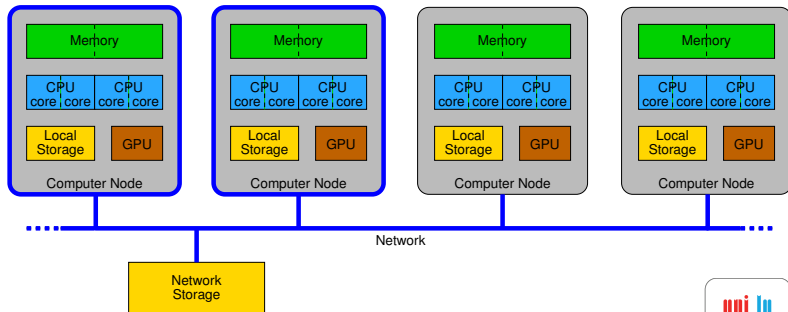 Memory Memory Memory Memory
CPU CPU CPU CPU CPU CPU CPU CPU
core core core core core core core core core core core core core core core core
Local Local Local Local
Storage GPU Storage GPU Storage GPU Storage GPU
Computer Node Computer Node Computer Node Computer Node
Network
Network
Storage
uni lu